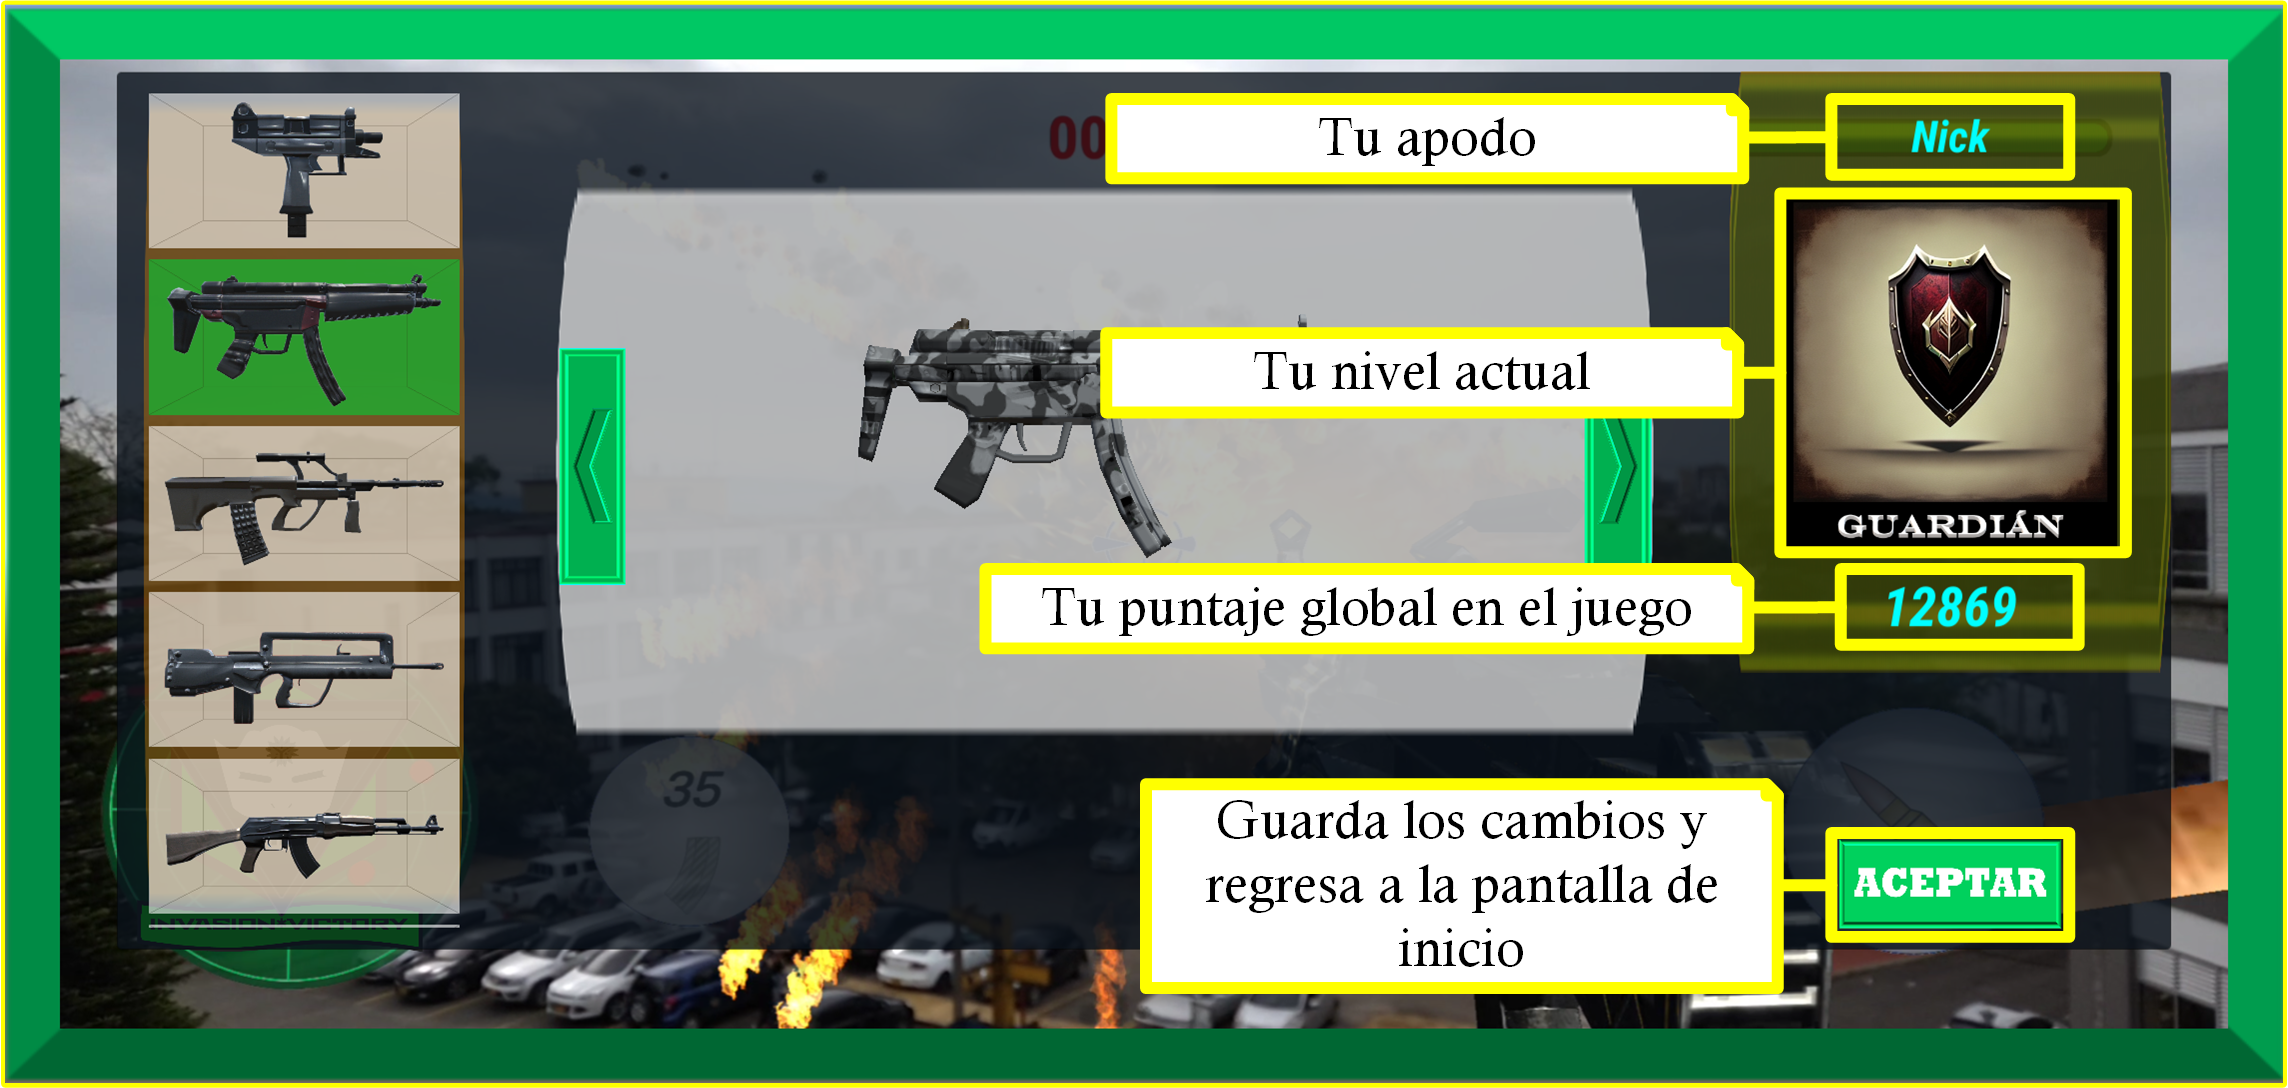 00
Tu apodo
Nick
Tu nivel actual
GUARDIÁN
Tu puntaje global en el juego
12869
35
Guarda los cambios y
regresa a la pantalla de
inicio
ACEPTAR
INVASION VICTORY